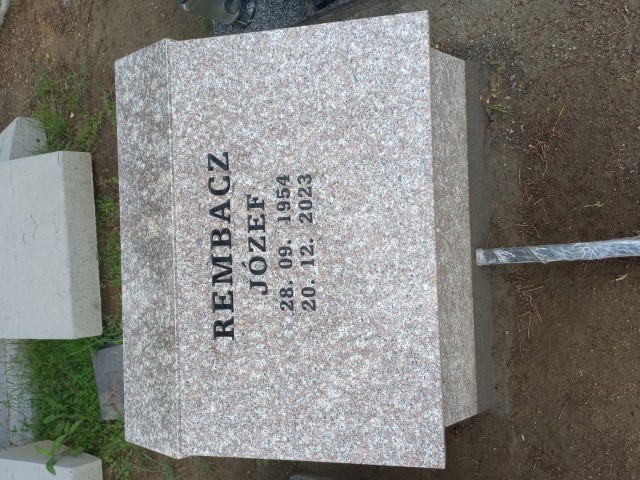 REMBACZ
JÓZEF
28. 09. 1954
20. 12. 2023